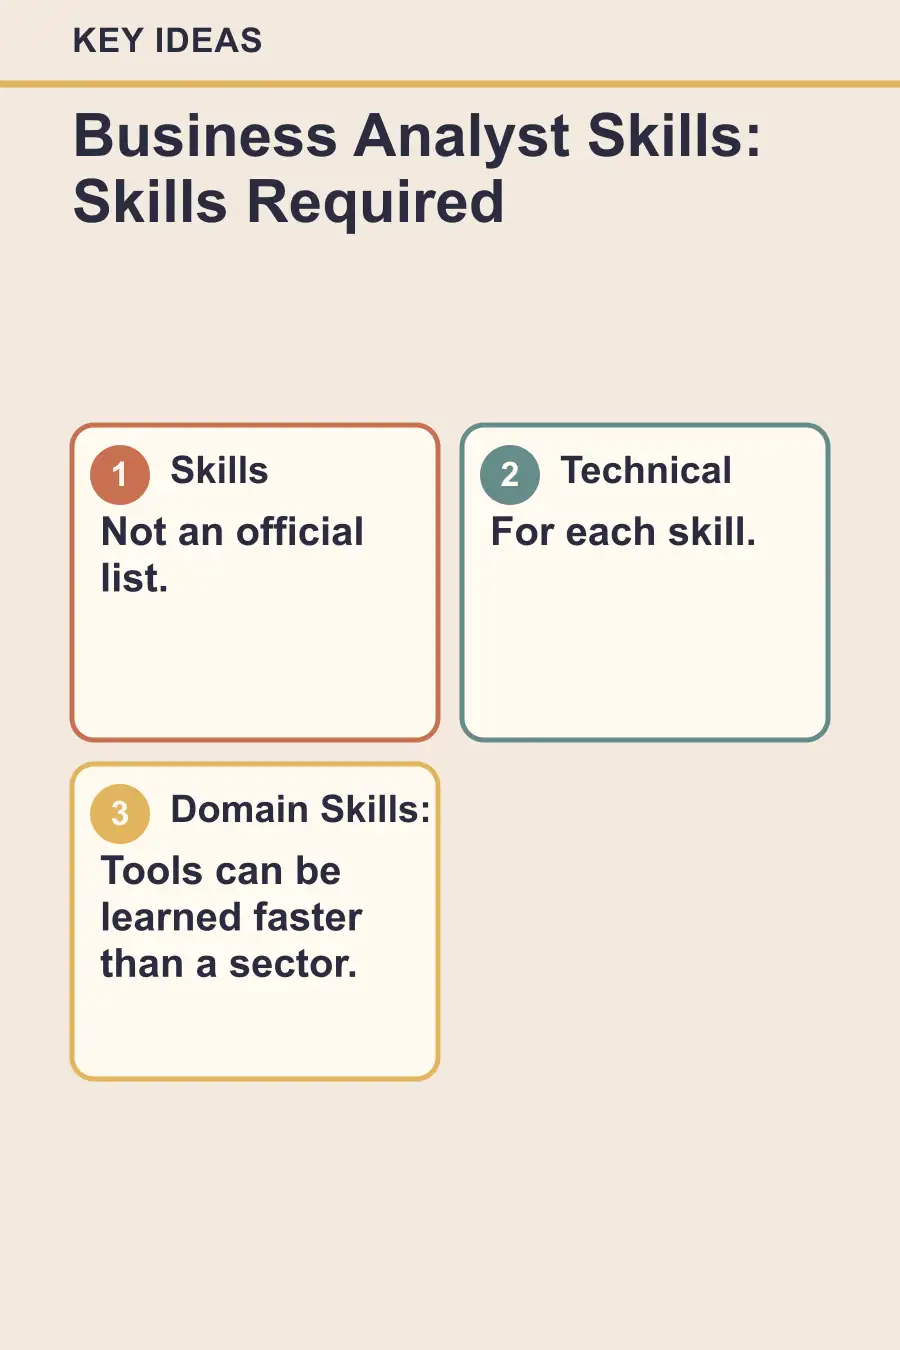 KEY IDEAS
Business Analyst Skills:
Skills Required
1 Skills
Not an official
list.
2 Technical
For each skill.
3 Domain Skills:
Tools can be
learned faster
than a sector.